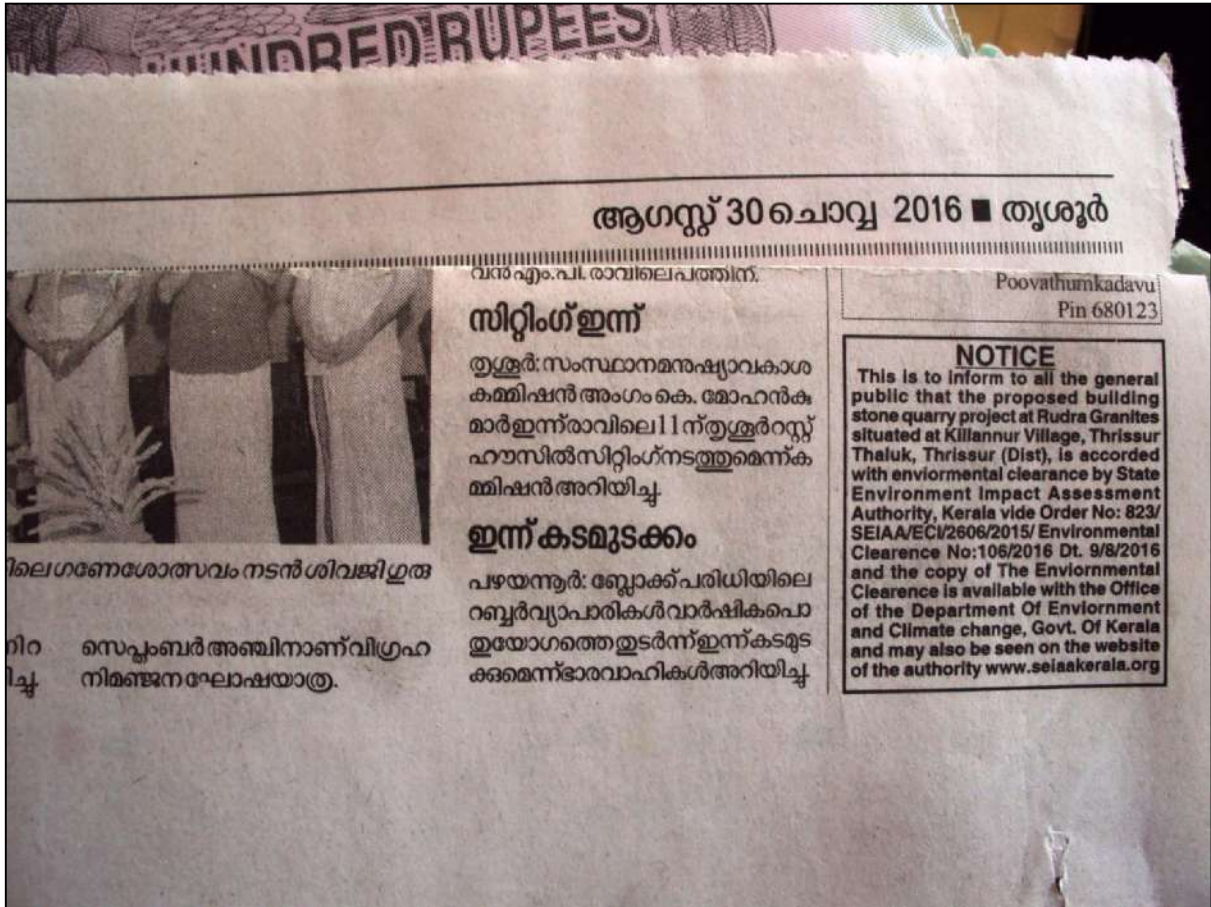 HUNDRED RUPEES
ആഗസ്റ്റ് 30 ചൊവ്വ 2016 ■ തൃശൂർ
ിലെ ഗണേശോത്സവം നടൻ ശിവജി ഗുരു
സെപ്തംബർ അഞ്ചിനാണ് വിഗ്രഹ
നിമഞ്ജന ഘോഷയാത്ര.
വൻ എം.പി. രാവിലെ പത്തിന്.
സിറ്റിംഗ് ഇന്ന്
തൃശൂർ: സംസ്ഥാന മനുഷ്യാവകാശ
കമ്മിഷൻ അംഗം കെ. മോഹൻകു
മാർ ഇന്ന് രാവിലെ 11ന് തൃശൂർ റസ്റ്റ്
ഹൗസിൽ സിറ്റിംഗ് നടത്തുമെന്ന് ക
മ്മിഷൻ അറിയിച്ചു.
ഇന്ന് കടമുടക്കം
പഴയന്നൂർ: ബ്ലോക്ക് പരിധിയിലെ
റബ്ബർ വ്യാപാരികൾ വാർഷിക പൊ
തുയോഗത്തെ തുടർന്ന് ഇന്ന് കടമുട
ക്കുമെന്ന് ഭാരവാഹികൾ അറിയിച്ചു.
Poovathumkadavu
Pin 680123
NOTICE
This is to inform to all the general
public that the proposed building
stone quarry project at Rudra Granites
situated at Killannur Village, Thrissur
Thaluk, Thrissur (Dist), is accorded
with enviormental clearance by State
Environment Impact Assessment
Authority, Kerala vide Order No: 823/
SEIAA/ECI/2606/2015/ Environmental
Clearence No:106/2016 Dt. 9/8/2016
and the copy of The Enviornmental
Clearence is available with the Office
of the Department Of Enviornment
and Climate change, Govt. Of Kerala
and may also be seen on the website
of the authority www.seiaakerala.org